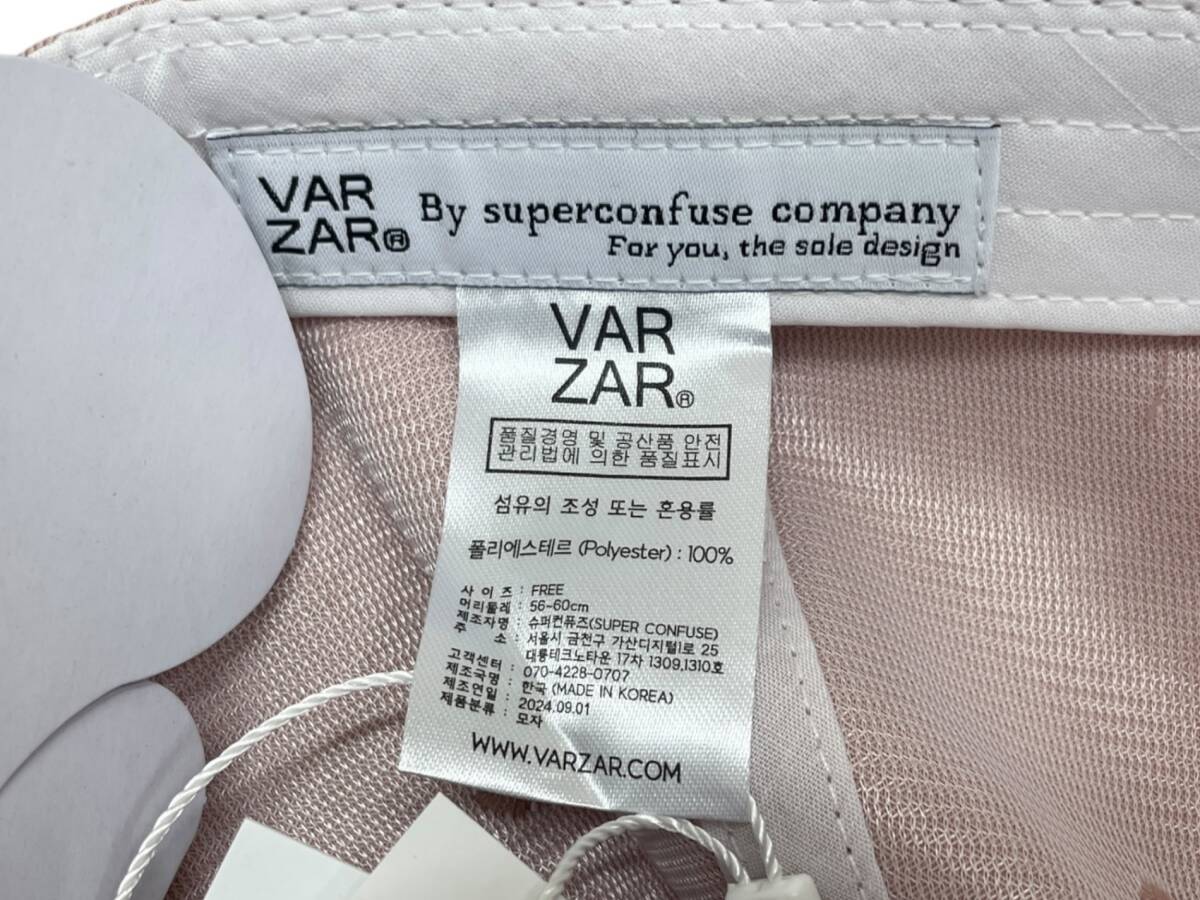 VAR
ZAR® By superconfuse company
For you, the sole design
VAR
ZAR®
품질경영 및 공산품 안전
관리법에 의한 품질표시
섬유의 조성 또는 혼용률
폴리에스테르 (Polyester) : 100%
사 이 즈 : FREE
머리둘레 : 56-60cm
제조자명 : 슈퍼컨퓨즈(SUPER CONFUSE)
주 소 : 서울시 금천구 가산디지털1로 25
대륭테크노타운 17차 1309,1310호
고객센터 : 070-4228-0707
제조국명 : 한국 (MADE IN KOREA)
제조연일 : 2024.09.01
제품분류 : 모자
WWW.VARZAR.COM